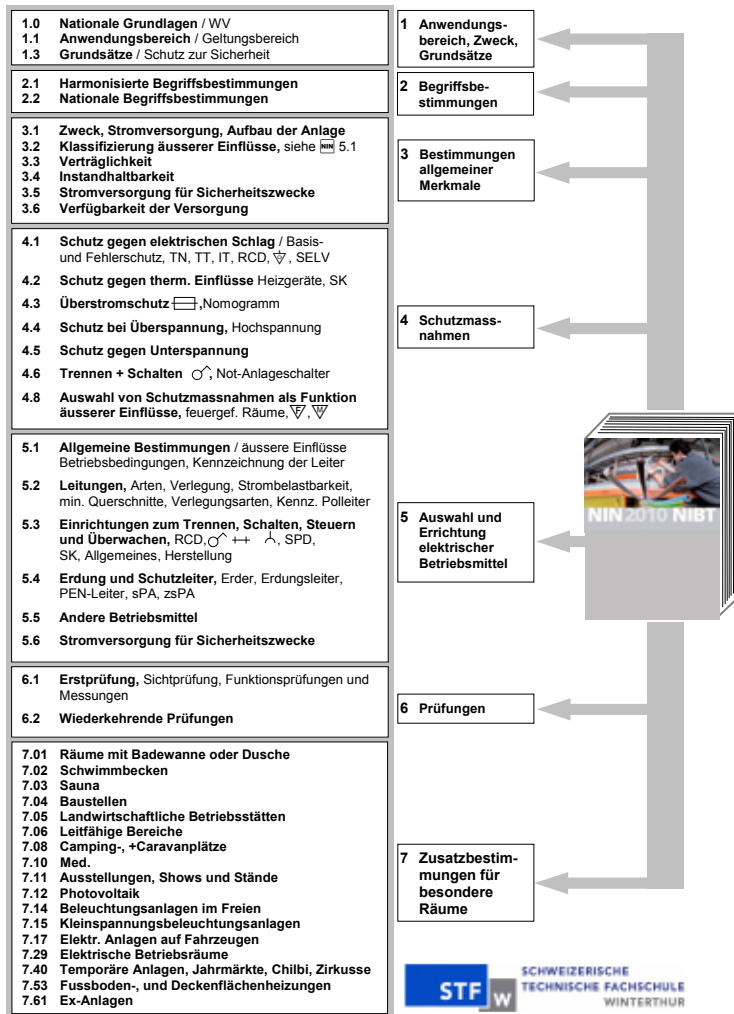 1.0 Nationale Grundlagen / WV
1.1 Anwendungsbereich / Geltungsbereich
1.3 Grundsätze / Schutz zur Sicherheit
1 Anwendungs-
bereich, Zweck,
Grundsätze
2.1 Harmonisierte Begriffsbestimmungen
2.2 Nationale Begriffsbestimmungen
2 Begriffsbe-
stimmungen
3.1 Zweck, Stromversorgung, Aufbau der Anlage
3.2 Klassifizierung äusserer Einflüsse, siehe NIN 5.1
3.3 Verträglichkeit
3.4 Instandhaltbarkeit
3.5 Stromversorgung für Sicherheitszwecke
3.6 Verfügbarkeit der Versorgung
3 Bestimmungen
allgemeiner
Merkmale
4.1 Schutz gegen elektrischen Schlag / Basis-
und Fehlerschutz, TN, TT, IT, RCD, , SELV
4.2 Schutz gegen therm. Einflüsse Heizgeräte, SK
4.3 Überstromschutz ,Nomogramm
4.4 Schutz bei Überspannung, Hochspannung
4.5 Schutz gegen Unterspannung
4.6 Trennen + Schalten , Not-Anlageschalter
4.8 Auswahl von Schutzmassnahmen als Funktion
äusserer Einflüsse, feuergef. Räume, F , M
4 Schutzmass-
nahmen
5.1 Allgemeine Bestimmungen / äussere Einflüsse
Betriebsbedingungen, Kennzeichnung der Leiter
5.2 Leitungen, Arten, Verlegung, Strombelastbarkeit,
min. Querschnitte, Verlegungsarten, Kennz. Polleiter
5.3 Einrichtungen zum Trennen, Schalten, Steuern
und Überwachen, RCD, , SPD,
SK, Allgemeines, Herstellung
5.4 Erdung und Schutzleiter, Erder, Erdungsleiter,
PEN-Leiter, sPA, zsPA
5.5 Andere Betriebsmittel
5.6 Stromversorgung für Sicherheitszwecke
5 Auswahl und
Errichtung
elektrischer
Betriebsmittel
NIN 2010 NIBT
6.1 Erstprüfung, Sichtprüfung, Funktionsprüfungen und
Messungen
6.2 Wiederkehrende Prüfungen
6 Prüfungen
7.01 Räume mit Badewanne oder Dusche
7.02 Schwimmbecken
7.03 Sauna
7.04 Baustellen
7.05 Landwirtschaftliche Betriebsstätten
7.06 Leitfähige Bereiche
7.08 Camping-, +Caravanplätze
7.10 Med.
7.11 Ausstellungen, Shows und Stände
7.12 Photovoltaik
7.14 Beleuchtungsanlagen im Freien
7.15 Kleinspannungsbeleuchtungsanlagen
7.17 Elektr. Anlagen auf Fahrzeugen
7.29 Elektrische Betriebsräume
7.40 Temporäre Anlagen, Jahrmärkte, Chilbi, Zirkusse
7.53 Fussboden-, und Deckenflächenheizungen
7.61 Ex-Anlagen
7 Zusatzbestim-
mungen für
besondere
Räume
STF W
SCHWEIZERISCHE
TECHNISCHE FACHSCHULE
WINTERTHUR